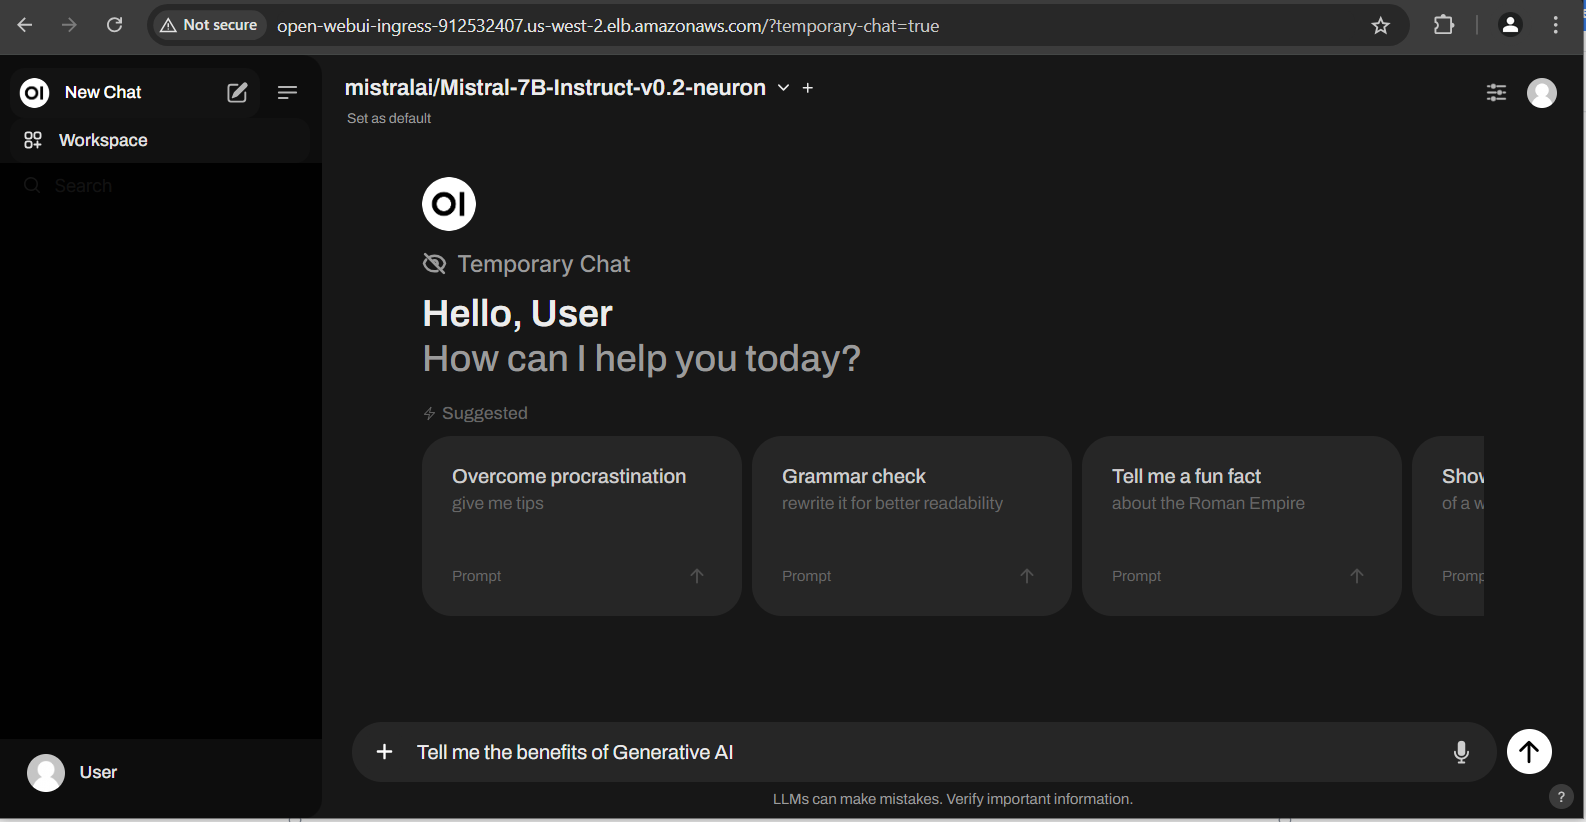 Not secure open-webui-ingress-912532407.us-west-2.elb.amazonaws.com/?temporary-chat=true
OI New Chat
Workspace
Search
mistralai/Mistral-7B-Instruct-v0.2-neuron
Set as default
OI
Temporary Chat
Hello, User
How can I help you today?
Suggested
Overcome procrastination
give me tips
Prompt
Grammar check
rewrite it for better readability
Prompt
Tell me a fun fact
about the Roman Empire
Prompt
Show
of a w
Promp
Tell me the benefits of Generative AI
LLMs can make mistakes. Verify important information.
?
User